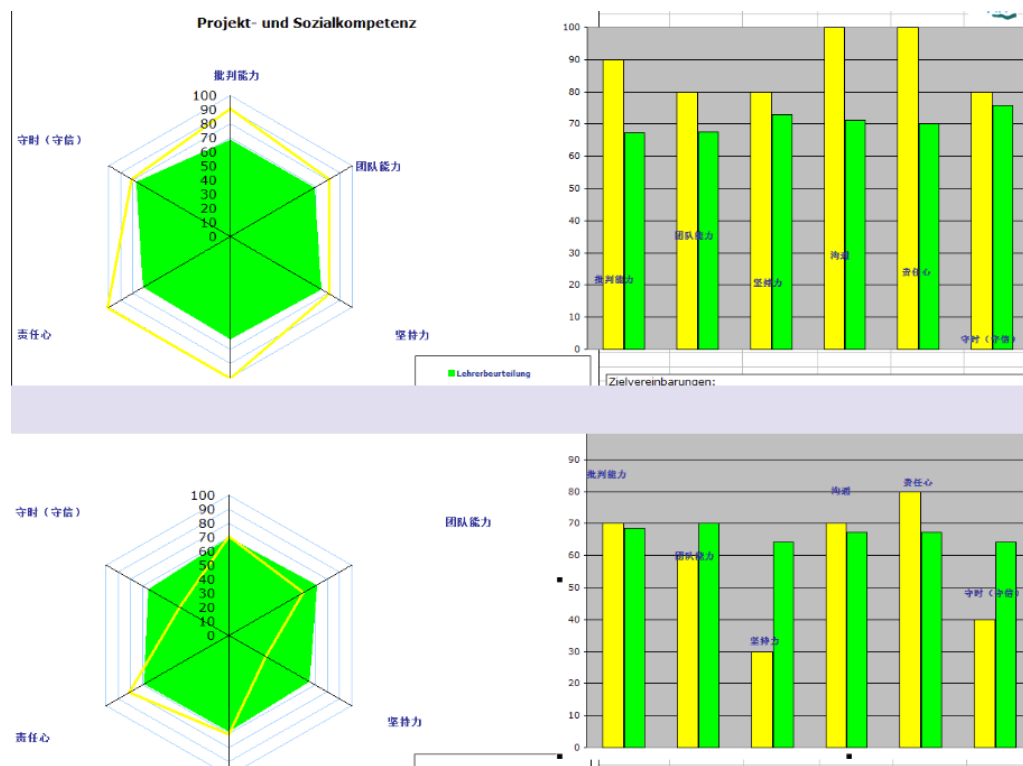 Projekt- und Sozialkompetenz
批判能力
100
90
80
70
60
50
40
30
20
10
0
守时（守信）
团队能力
责任心
坚持力
Lehrerbeurteilung
100
90
80
70
60
50
40
30
20
10
0
批判能力
团队能力
坚持力
沟通
责任心
守时（守信）
Zielvereinbarungen:
100
90
80
70
60
50
40
30
20
10
0
守时（守信）
团队能力
责任心
坚持力
90
80
70
60
50
40
30
20
10
0
批判能力
团队能力
坚持力
沟通
责任心
守时（守信）